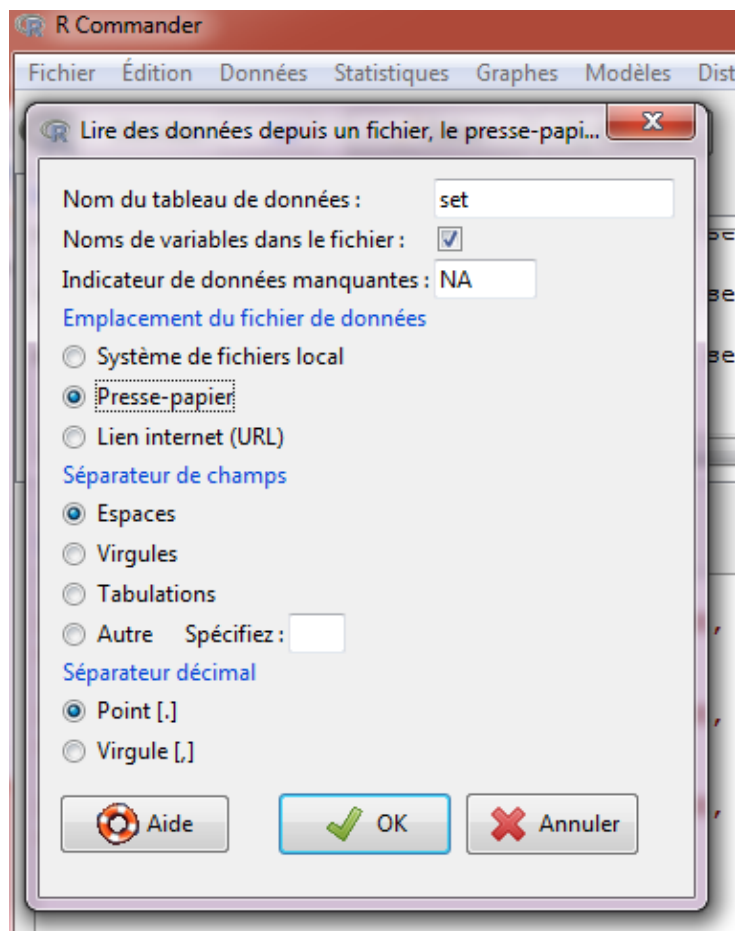 R Commander
Fichier Édition Données Statistiques Graphes Modèles Dist
Lire des données depuis un fichier, le presse-papi...
Nom du tableau de données : set
Noms de variables dans le fichier :
Indicateur de données manquantes : NA
Emplacement du fichier de données
Système de fichiers local
Presse-papier
Lien internet (URL)
Séparateur de champs
Espaces
Virgules
Tabulations
Autre Spécifiez :
Séparateur décimal
Point [.]
Virgule [,]
Aide OK Annuler